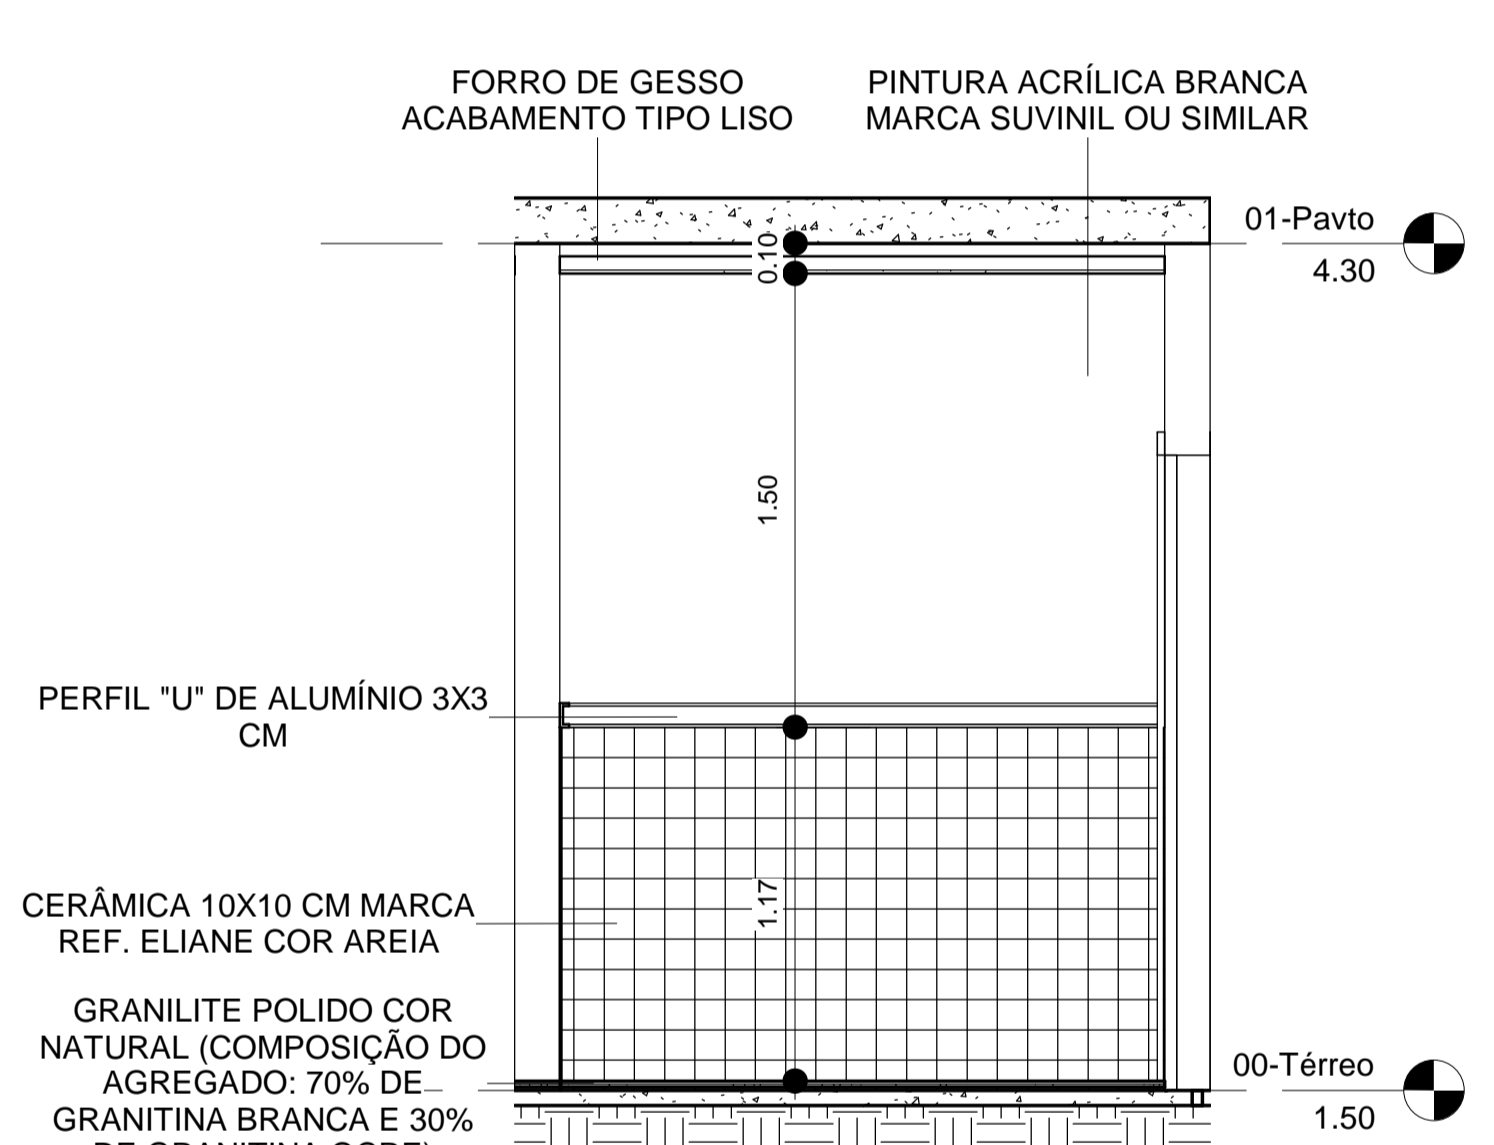 FORRO DE GESSO
ACABAMENTO TIPO LISO
PINTURA ACRÍLICA BRANCA
MARCA SUVINIL OU SIMILAR
01-Pavto
4.30
0.10
1.50
PERFIL "U" DE ALUMÍNIO 3X3
CM
1.17
CERÂMICA 10X10 CM MARCA
REF. ELIANE COR AREIA
GRANILITE POLIDO COR
NATURAL (COMPOSIÇÃO DO
AGREGADO: 70% DE
GRANITINA BRANCA E 30%
DE GRANITINA
00-Térreo
1.50